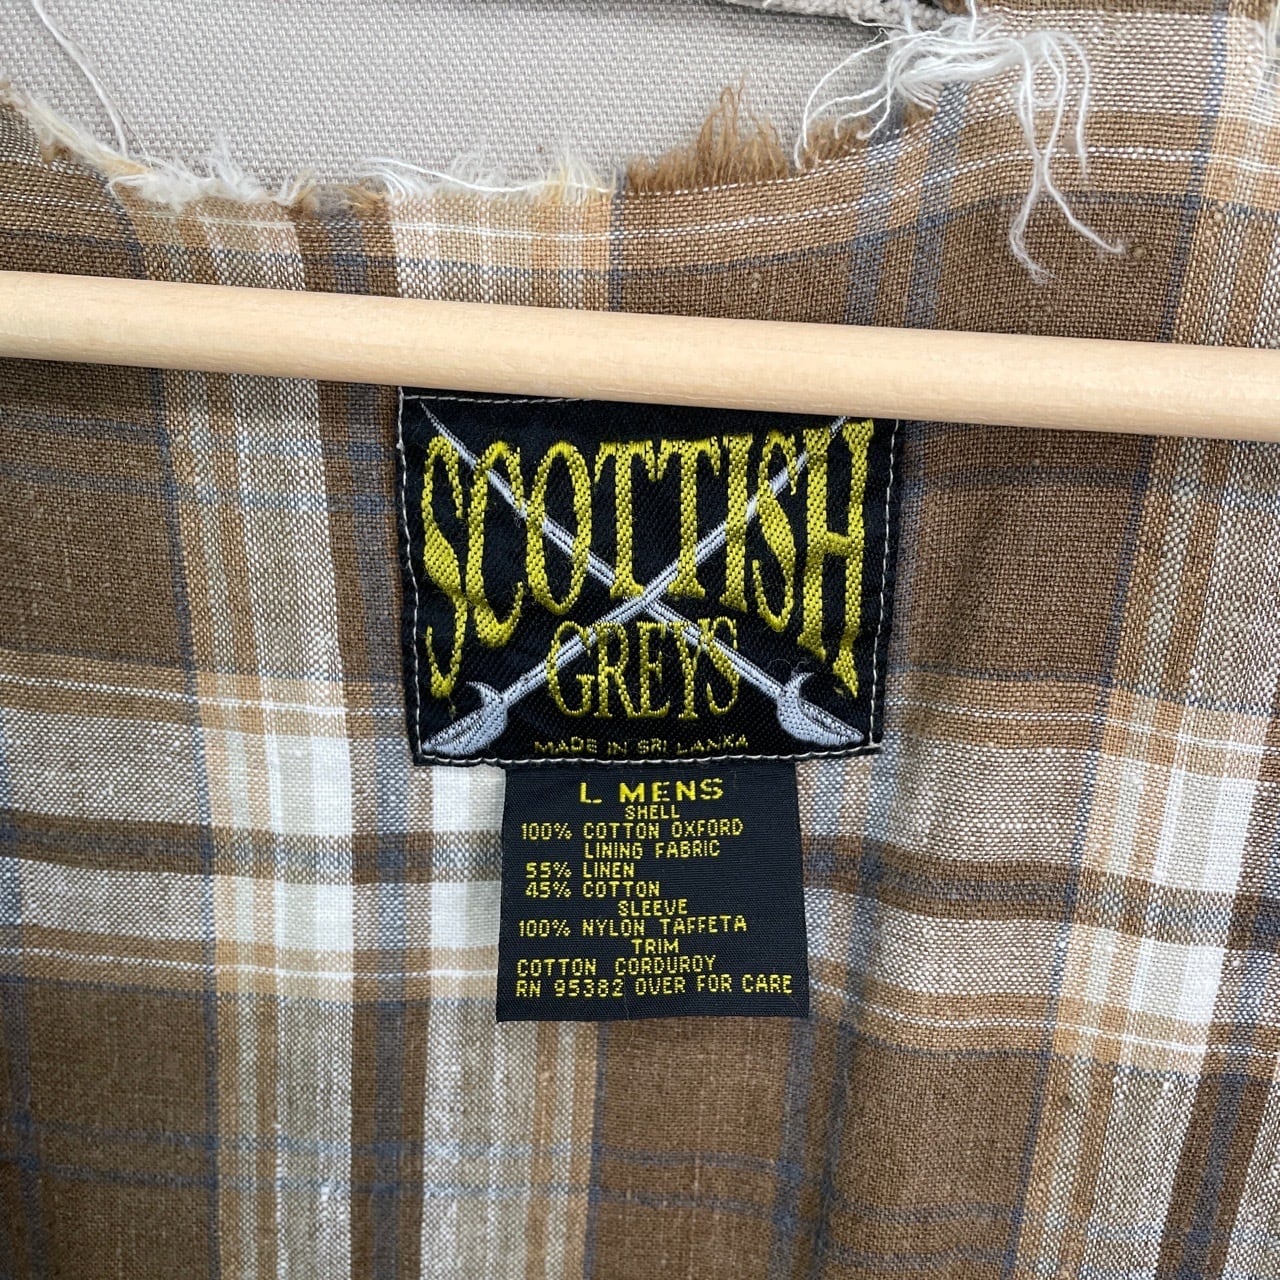 SCOTTISH
GREYS
MADE IN SRI LANKA
L MENS
SHELL
100% COTTON OXFORD
LINING FABRIC
55% LINEN
45% COTTON
SLEEVE
100% NYLON TAFFETA
TRIM
COTTON CORDUROY
RN 95382 OVER FOR CARE